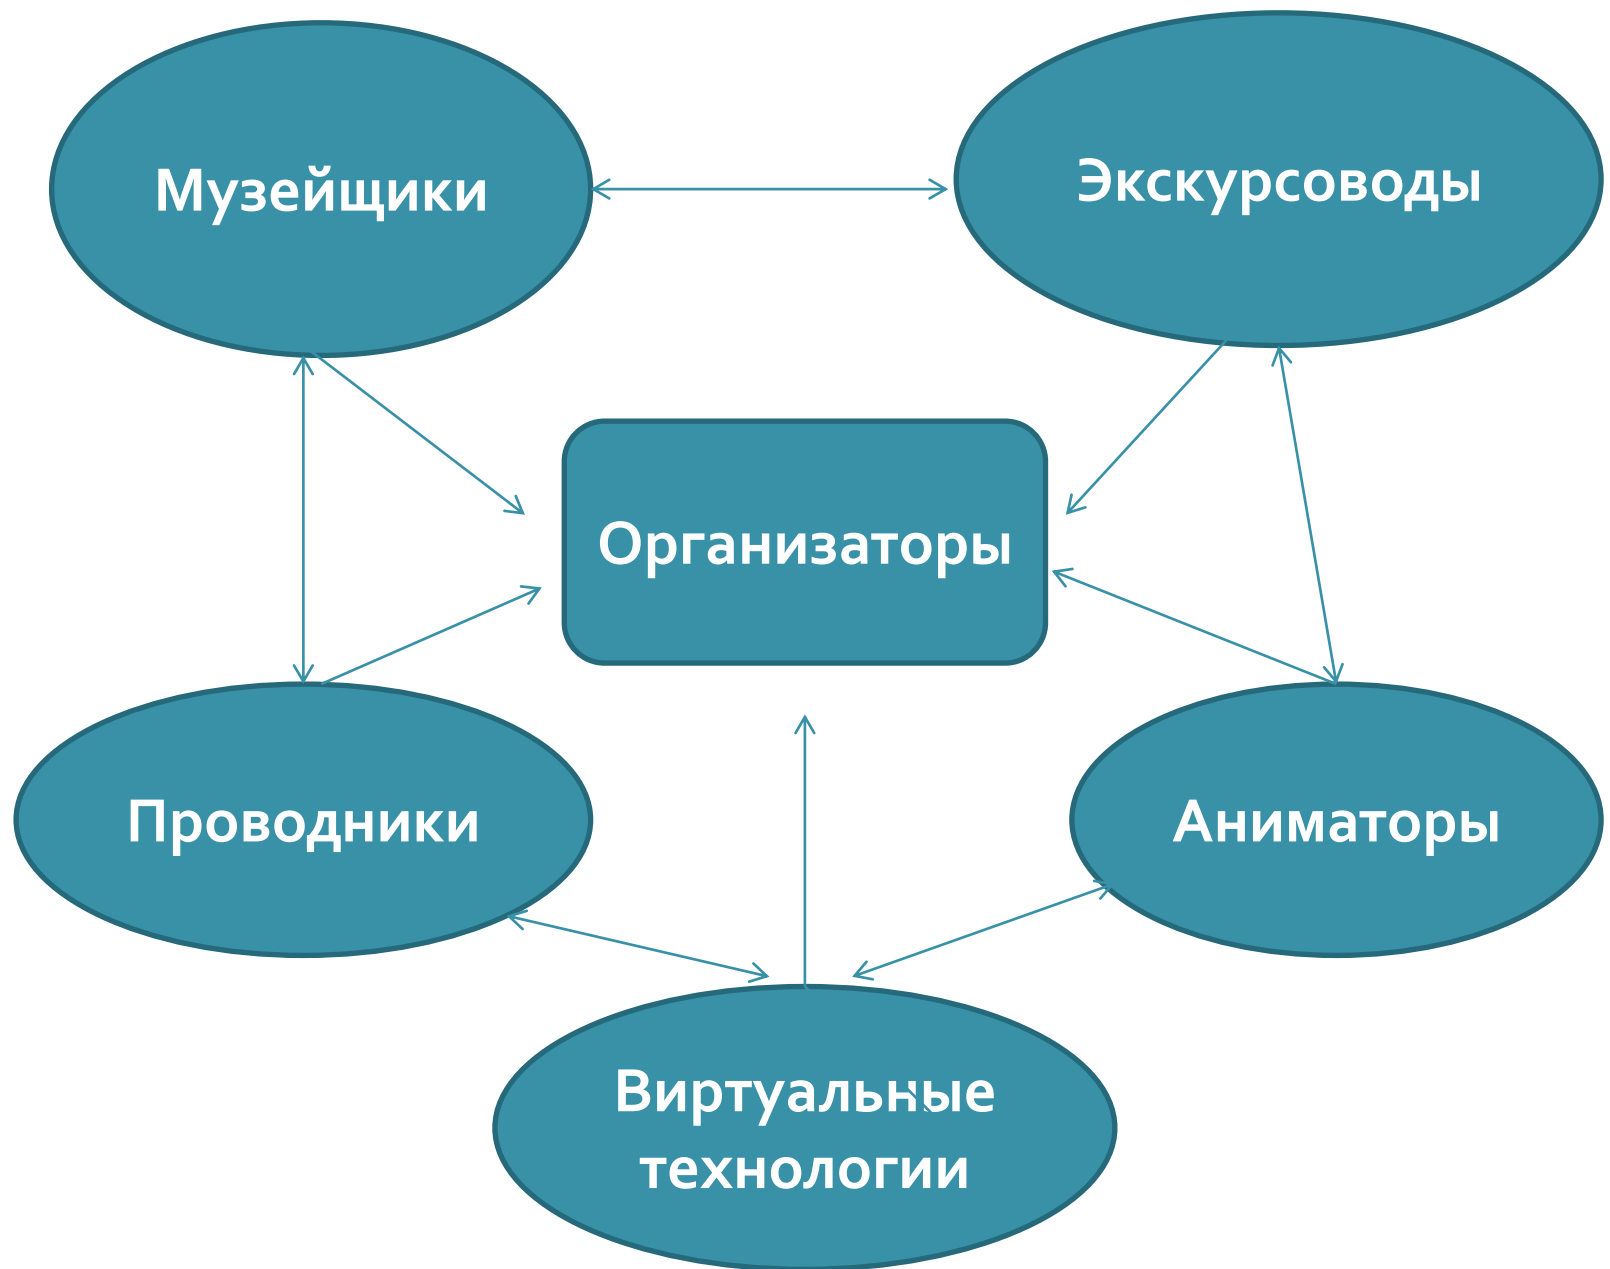 Музейщики
Экскурсоводы
Организаторы
Проводники
Аниматоры
Виртуальные
технологии